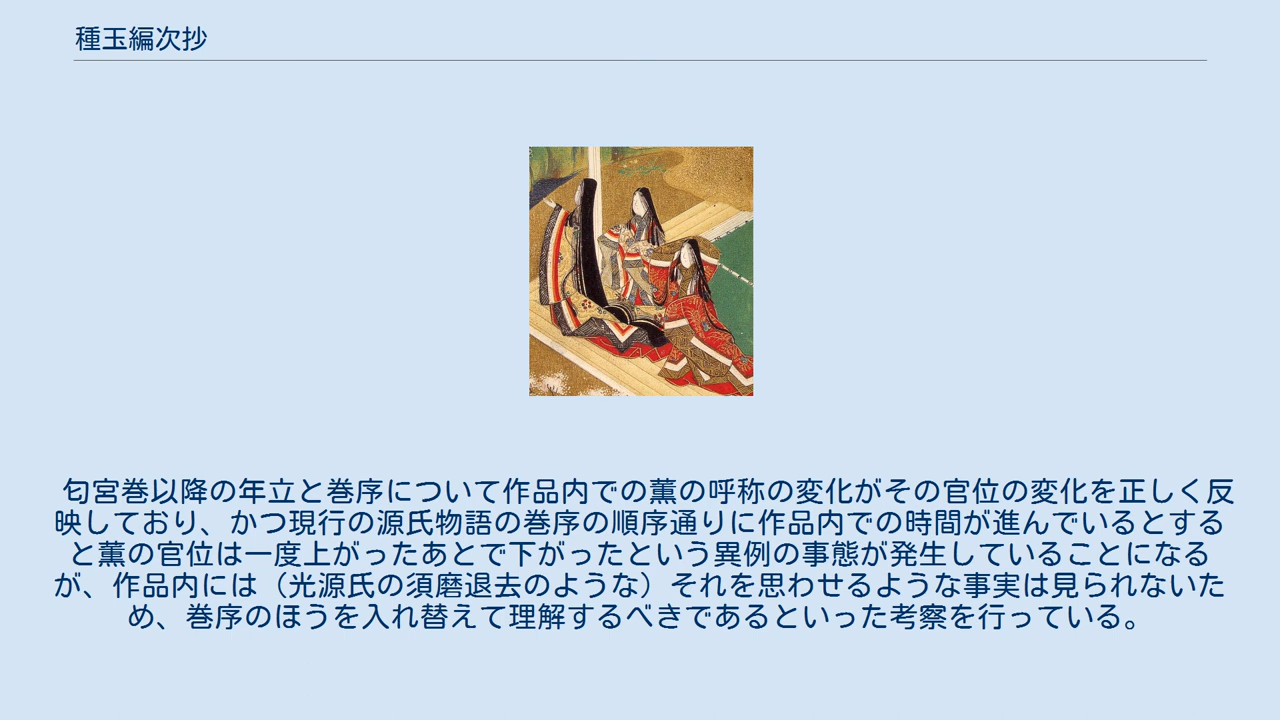 種玉編次抄
匂宮巻以降の年立と巻序について作品内での薫の呼称の変化がその官位の変化を正しく反
映しており、かつ現行の源氏物語の巻序の順序通りに作品内での時間が進んでいるとする
と薫の官位は一度上がったあとで下がったという異例の事態が発生していることになる
が、作品内には（光源氏の須磨退去のような）それを思わせるような事実は見られないた
め、巻序のほうを入れ替えて理解するべきであるといった考察を行っている。